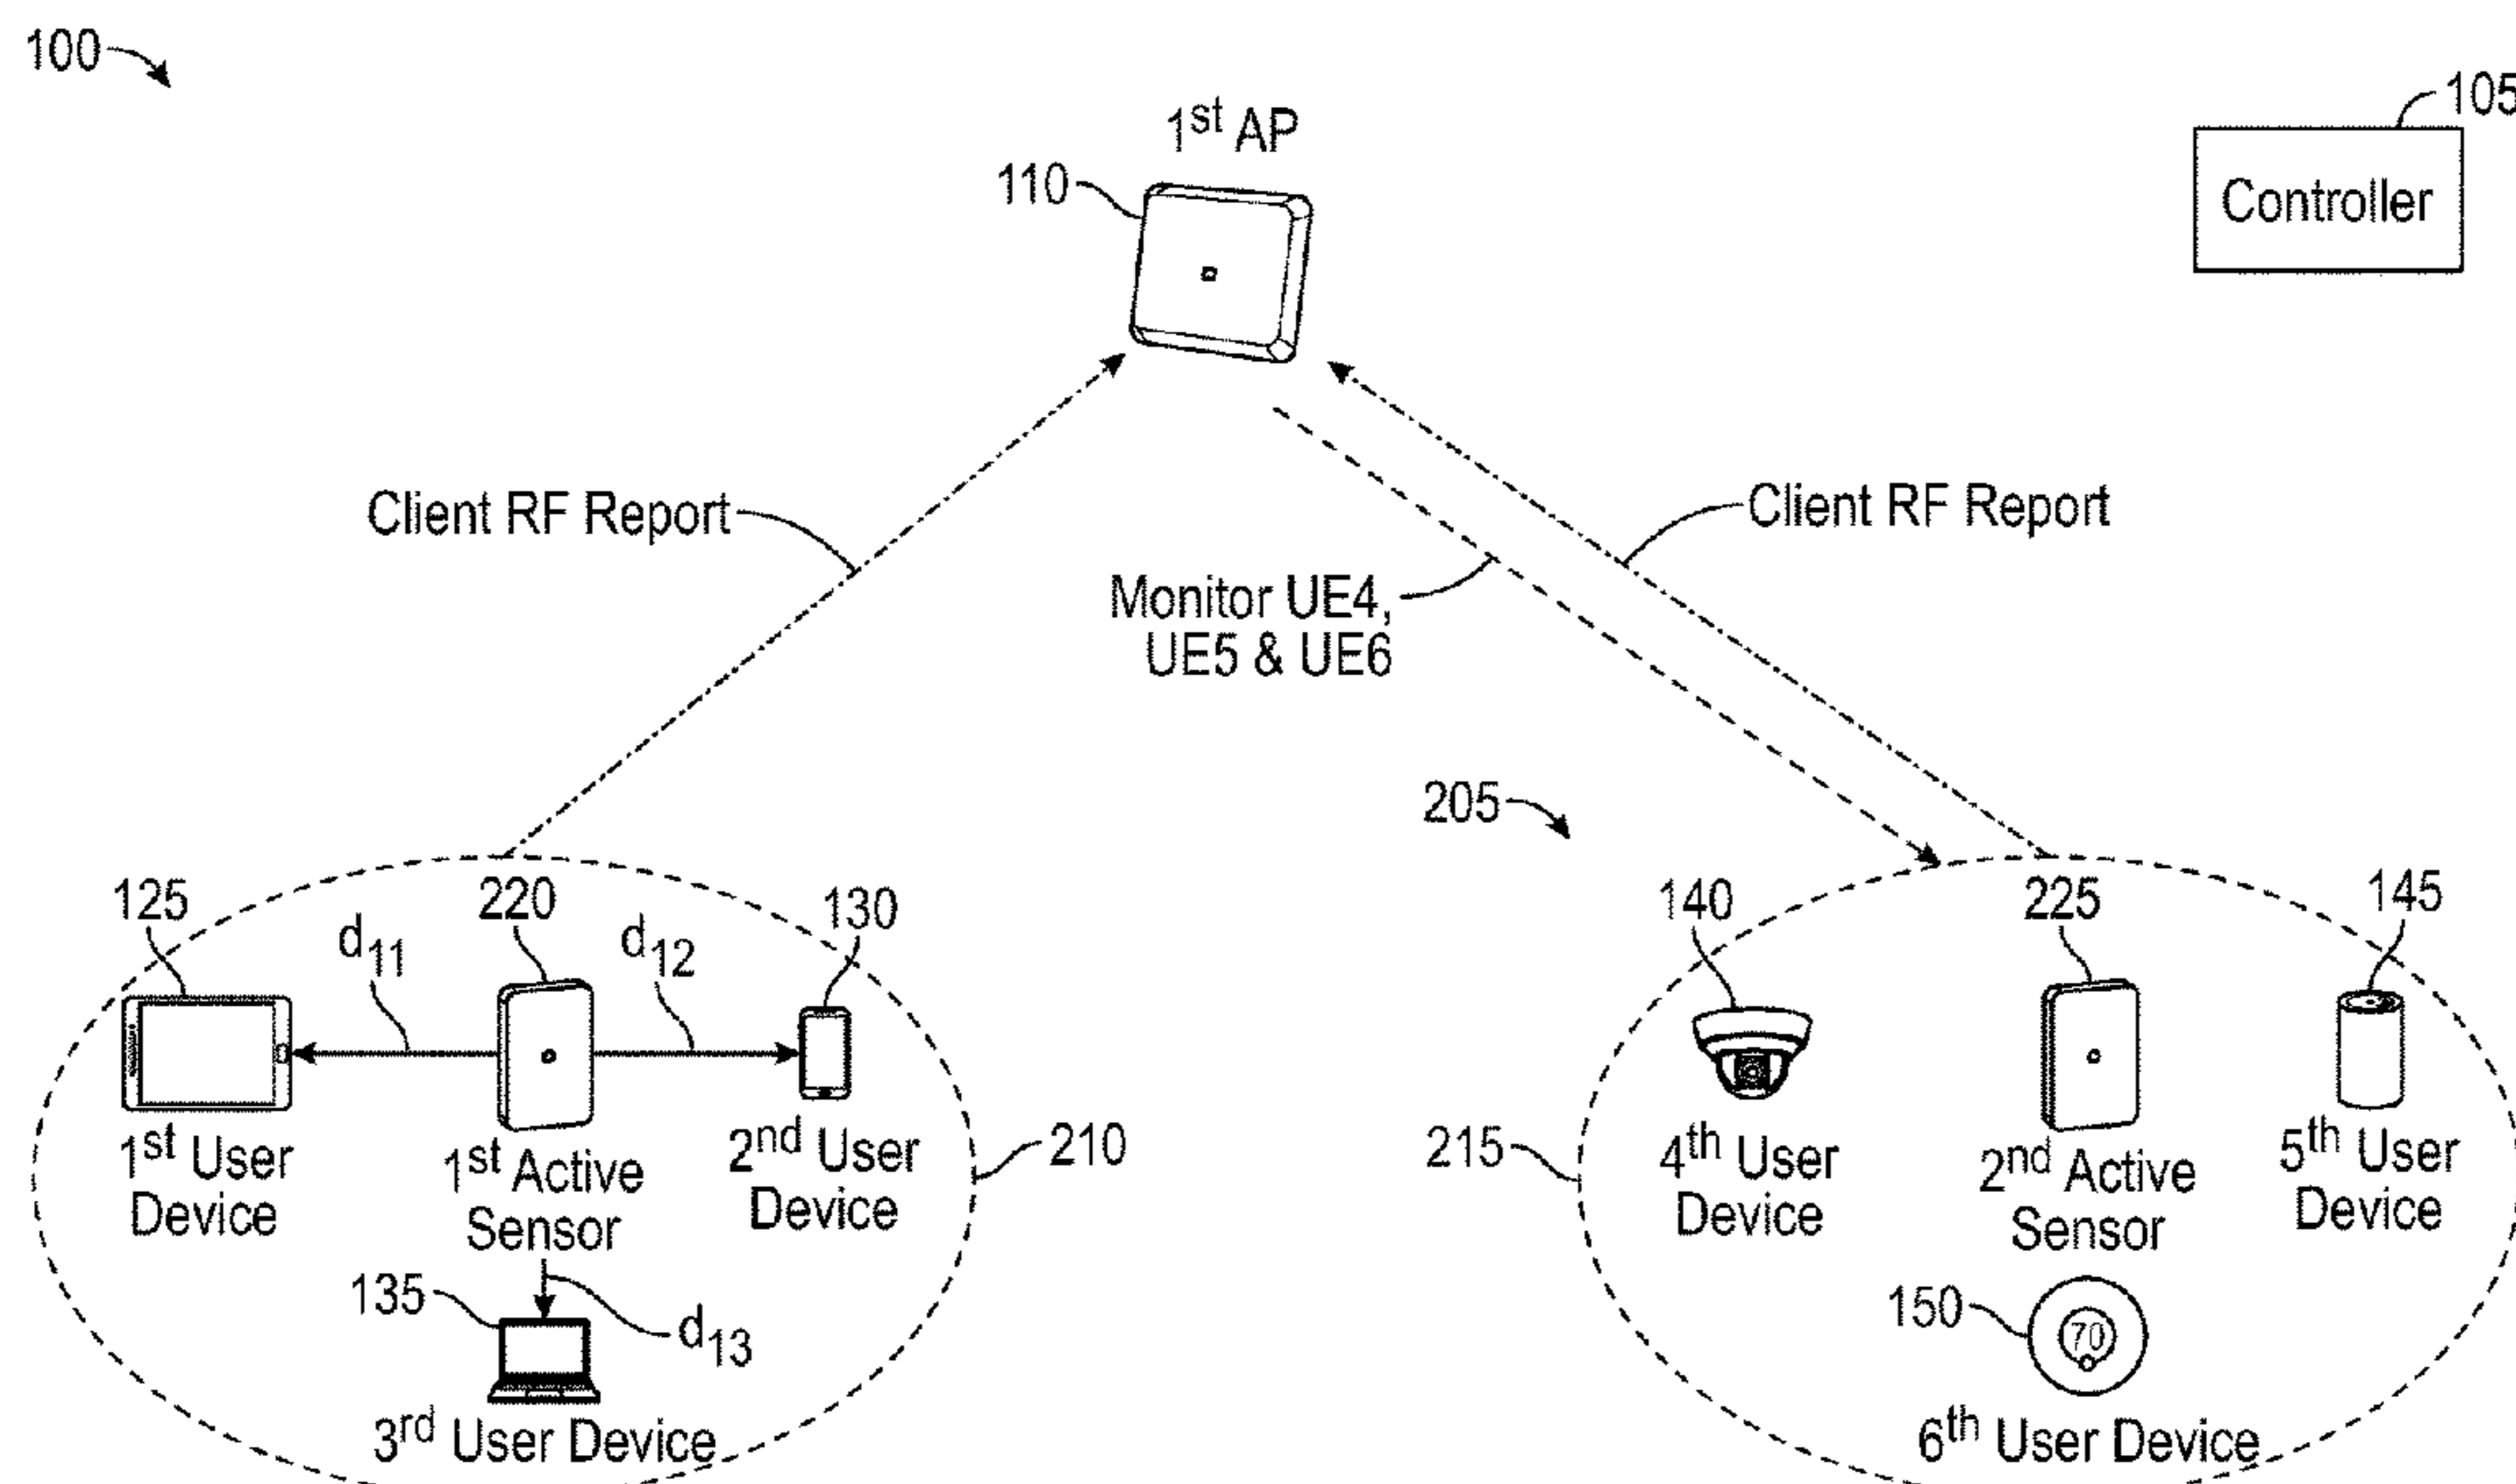 100
105
1st AP
110
Controller
Client RF Report
Client RF Report
Monitor UE4,
UE5 & UE6
205
125
220
130
d11
d12
140
225
145
1st User
Device
1st Active
Sensor
2nd User
Device
210
215
4th User
Device
2nd Active
Sensor
5th User
Device
135
d13
150
70
3rd User Device
6th User Device